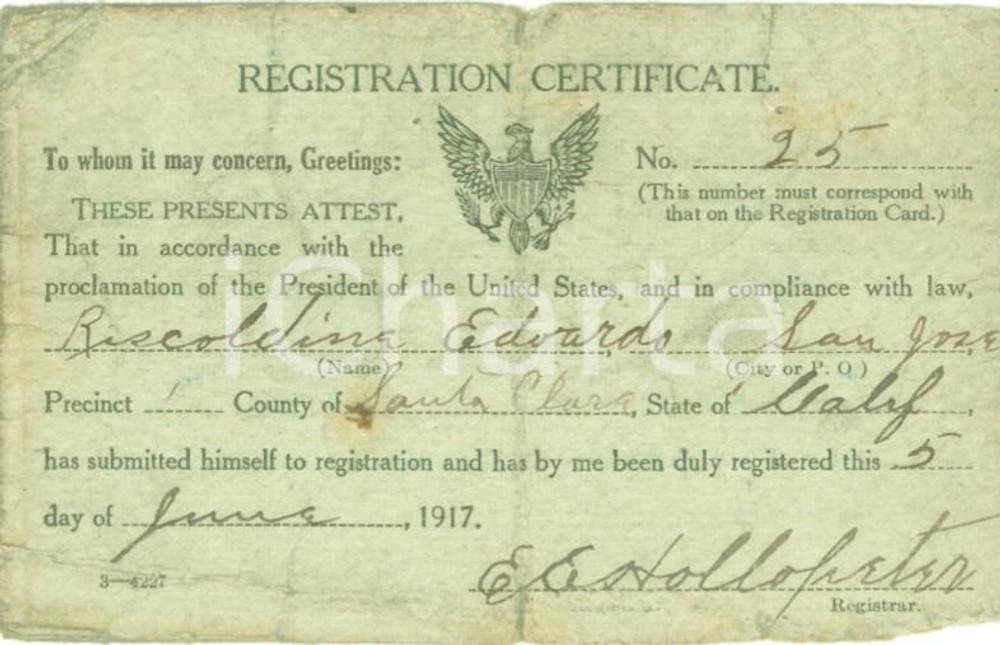 REGISTRATION CERTIFICATE.
To whom it may concern, Greetings:
No. 25
(This number must correspond with
that on the Registration Card.)
THESE PRESENTS ATTEST,
That in accordance with the
proclamation of the President of the United States, and in compliance with law,
Edwards San Jose
(Name) (City or P. O.)
Precinct 1 County of Santa Clara, State of Calif,
has submitted himself to registration and has by me been duly registered this 5
day of June, 1917.
3—4227
E E Hollopeter
Registrar.
iCharta